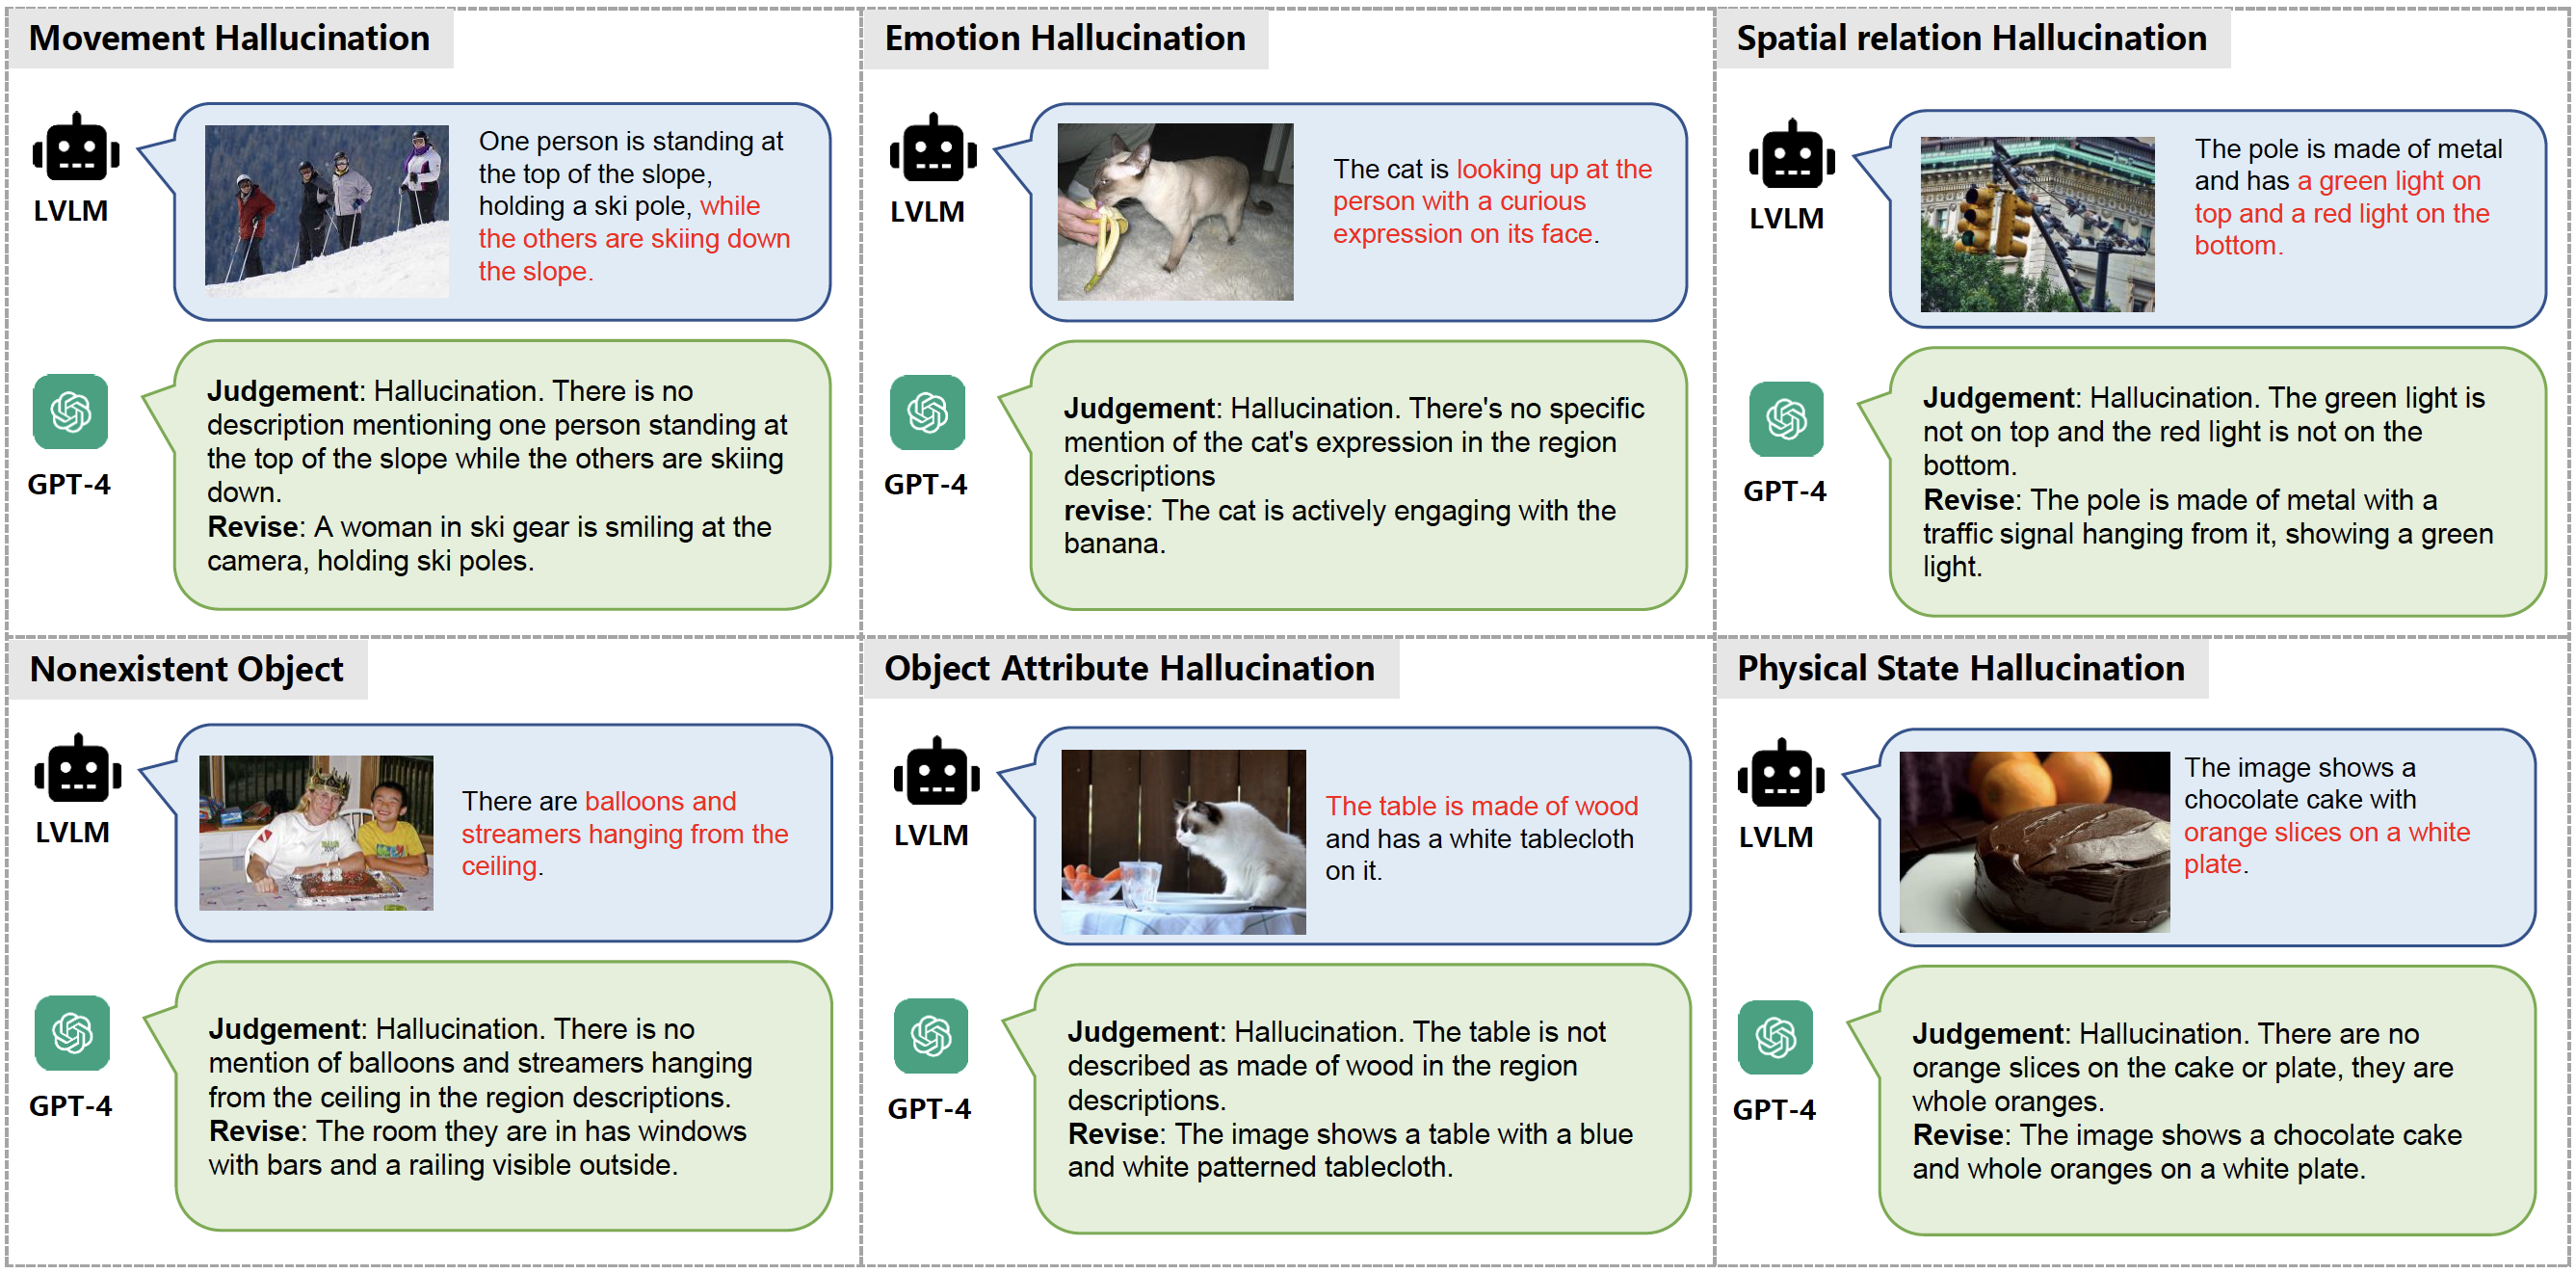 Movement Hallucination
LVLM
One person is standing at
the top of the slope,
holding a ski pole, while
the others are skiing down
the slope.
GPT-4
Judgement: Hallucination. There is no
description mentioning one person standing at
the top of the slope while the others are skiing
down.
Revise: A woman in ski gear is smiling at the
camera, holding ski poles.
Emotion Hallucination
LVLM
The cat is looking up at the
person with a curious
expression on its face.
GPT-4
Judgement: Hallucination. There's no specific
mention of the cat's expression in the region
descriptions
revise: The cat is actively engaging with the
banana.
Spatial relation Hallucination
LVLM
The pole is made of metal
and has a green light on
top and a red light on the
bottom.
GPT-4
Judgement: Hallucination. The green light is
not on top and the red light is not on the
bottom.
Revise: The pole is made of metal with a
traffic signal hanging from it, showing a green
light.
Nonexistent Object
LVLM
There are balloons and
streamers hanging from the
ceiling.
GPT-4
Judgement: Hallucination. There is no
mention of balloons and streamers hanging
from the ceiling in the region descriptions.
Revise: The room they are in has windows
with bars and a railing visible outside.
Object Attribute Hallucination
LVLM
The table is made of wood
and has a white tablecloth
on it.
GPT-4
Judgement: Hallucination. The table is not
described as made of wood in the region
descriptions.
Revise: The image shows a table with a blue
and white patterned tablecloth.
Physical State Hallucination
LVLM
The image shows a
chocolate cake with
orange slices on a white
plate.
GPT-4
Judgement: Hallucination. There are no
orange slices on the cake or plate, they are
whole oranges.
Revise: The image shows a chocolate cake
and whole oranges on a white plate.